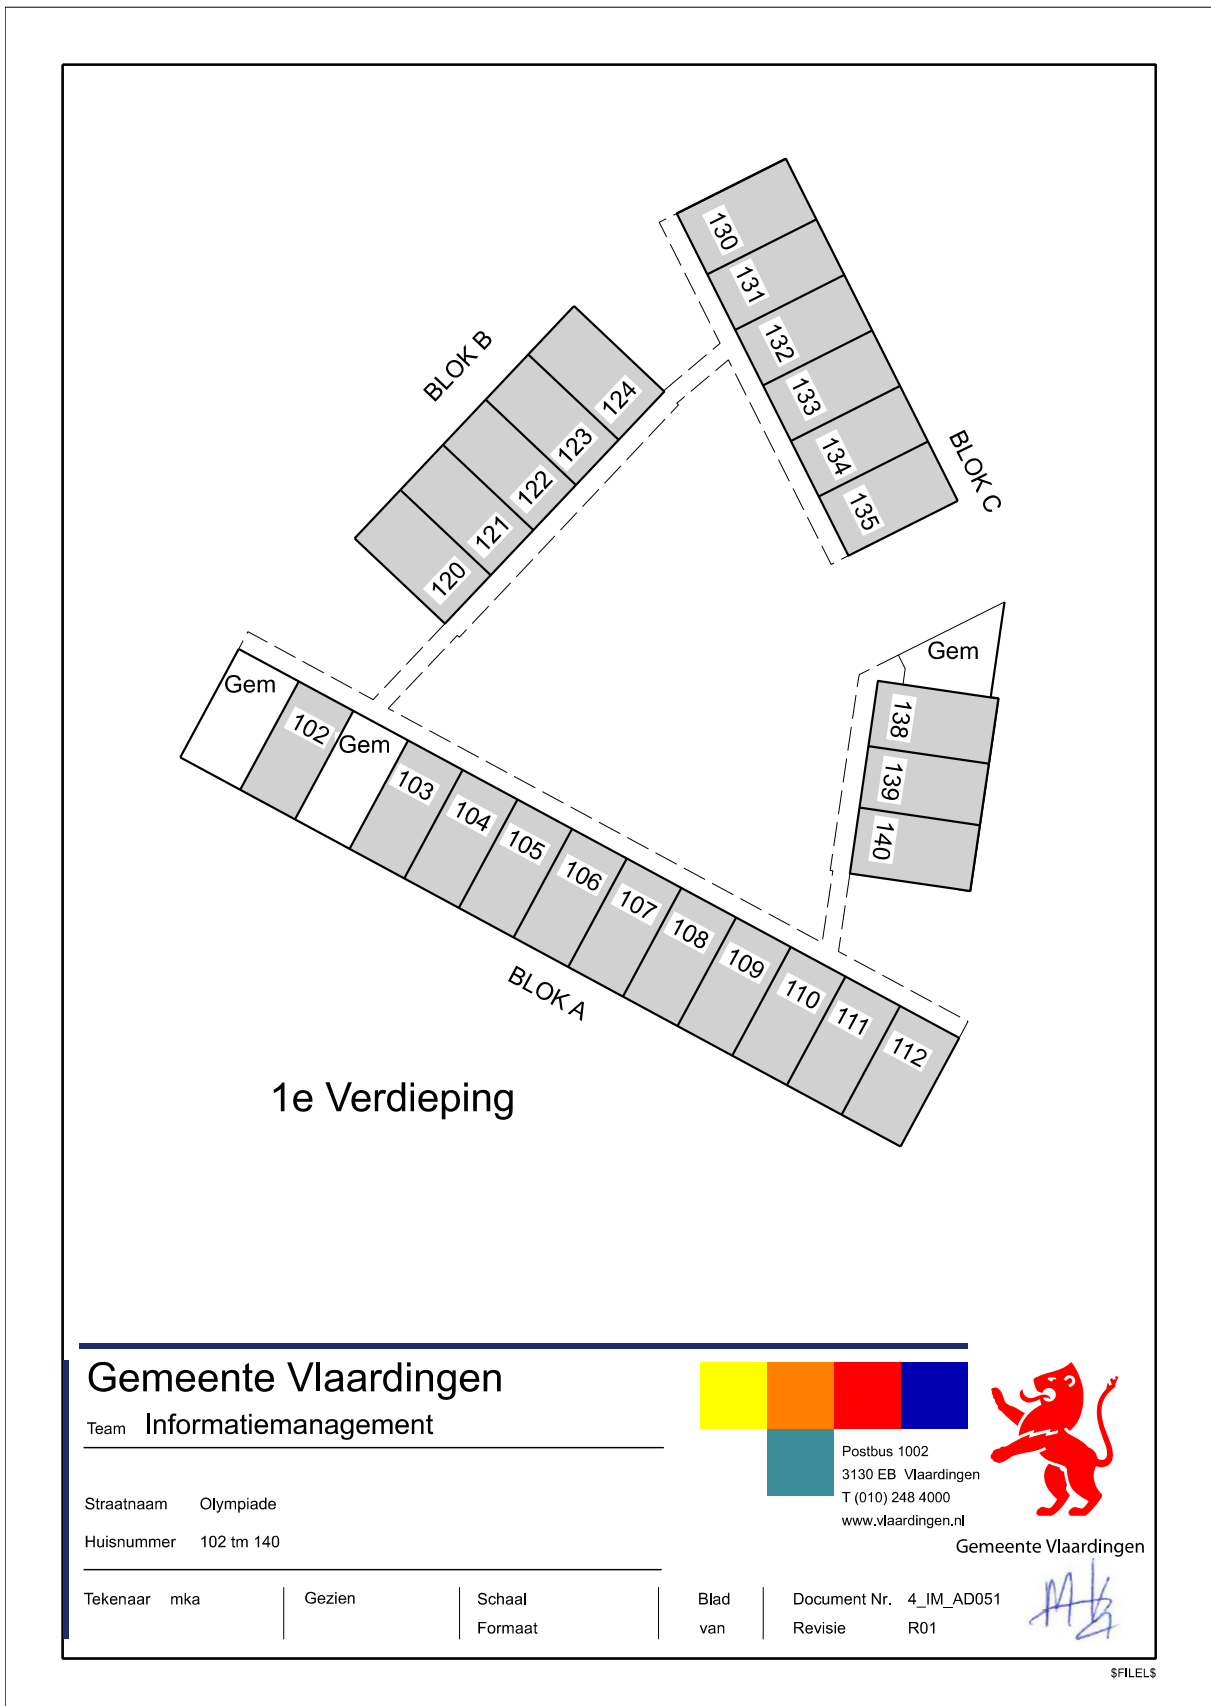 130
131
132
133
134
135
BLOK C
BLOK B
124
123
122
121
120
Gem
138
139
140
Gem
102
Gem
103
104
105
106
107
108
109
110
111
112
BLOK A
1e Verdieping
Gemeente Vlaardingen
Team Informatiemanagement
Postbus 1002
3130 EB Vlaardingen
T (010) 248 4000
www.vlaardingen.nl
Gemeente Vlaardingen
Straatnaam Olympiade
Huisnummer 102 tm 140
Tekenaar mka
Gezien
Schaal
Formaat
Blad
van
Document Nr. 4_IM_AD051
Revisie R01
$FILEL$